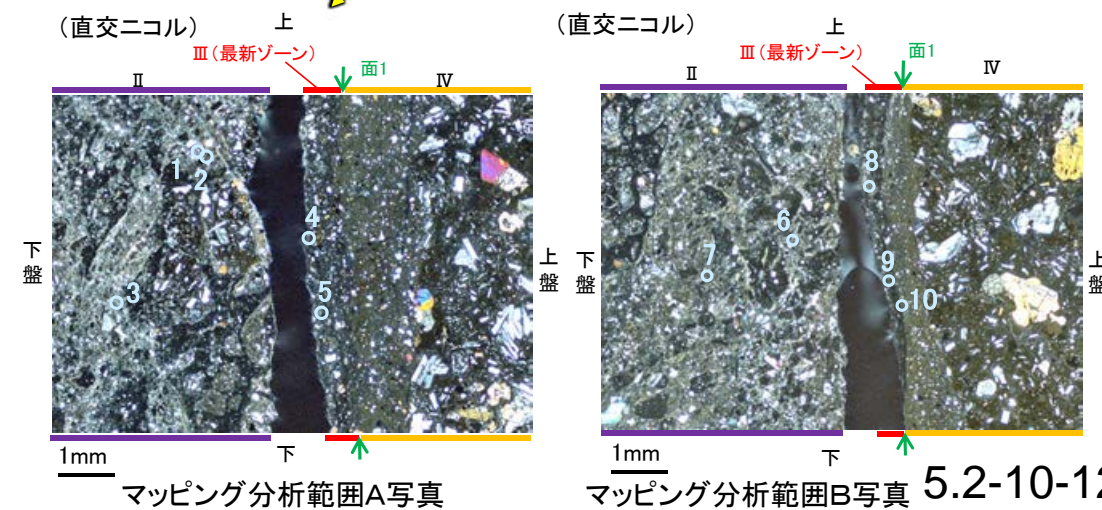 (直交ニコル)
上
Ⅲ(最新ゾーン)
面1
Ⅱ
Ⅳ
1
2
3
4
5
下盤
上盤
1mm
下
マッピング分析範囲A写真
(直交ニコル)
上
Ⅲ(最新ゾーン)
面1
Ⅱ
Ⅳ
8
6
7
9
10
下盤
上盤
1mm
下
マッピング分析範囲B写真
5.2-10-12